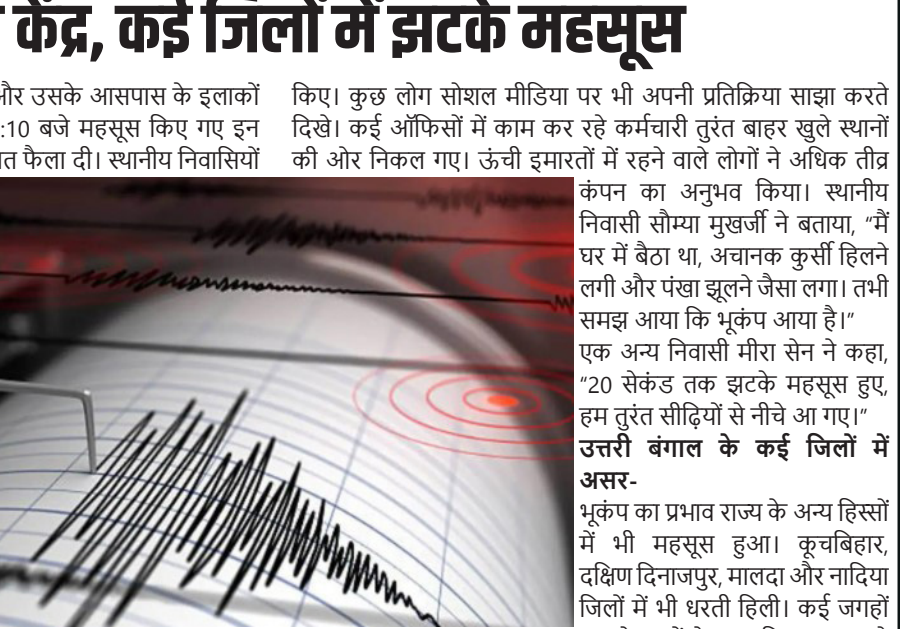 केंद्र, कई जिलों में झटके महसूस
और उसके आसपास के इलाकों
:10 बजे महसूस किए गए इन
फैला दी। स्थानीय निवासियों
किए। कुछ लोग सोशल मीडिया पर भी अपनी प्रतिक्रिया साझा करते
दिखे। कई ऑफिसों में काम कर रहे कर्मचारी तुरंत बाहर खुले स्थानों
की ओर निकल गए। ऊंची इमारतों में रहने वाले लोगों ने अधिक तीव्र
कंपन का अनुभव किया। स्थानीय
निवासी सौम्या मुखर्जी ने बताया, “मैं
घर में बैठा था, अचानक कुर्सी हिलने
लगी और पंखा झूलने जैसा लगा। तभी
समझ आया कि भूकंप आया है।”
एक अन्य निवासी मीरा सेन ने कहा,
“20 सेकंड तक झटके महसूस हुए,
हम तुरंत सीढ़ियों से नीचे आ गए।”
उत्तरी बंगाल के कई जिलों में
असर-
भूकंप का प्रभाव राज्य के अन्य हिस्सों
में भी महसूस हुआ। कूचबिहार,
दक्षिण दिनाजपुर, मालदा और नादिया
जिलों में भी धरती हिली। कई जगहों